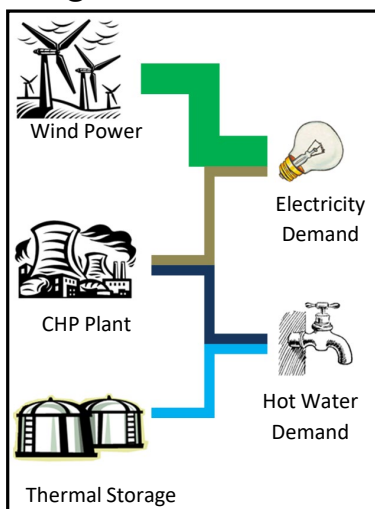 Wind Power
Electricity
Demand
CHP Plant
Hot Water
Demand
Thermal Storage